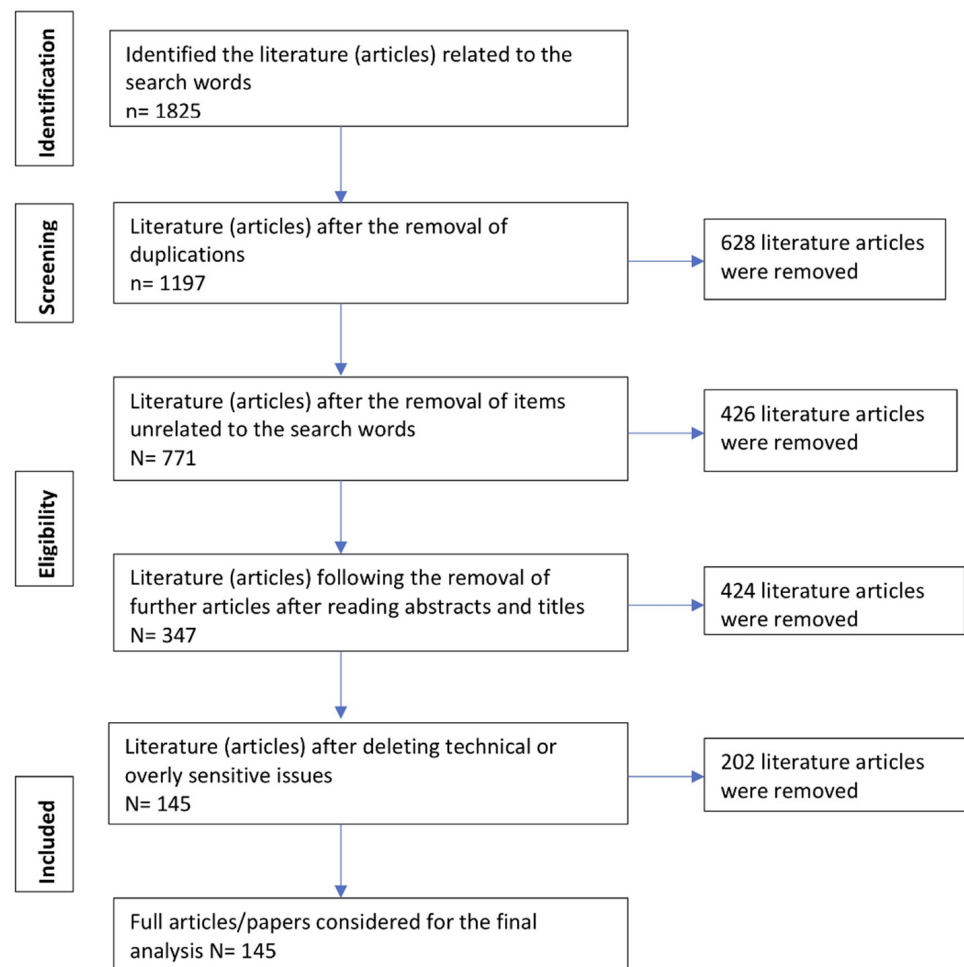 Identification
Identified the literature (articles) related to the
search words
n= 1825
Screening
Literature (articles) after the removal of
duplications
n= 1197
628 literature articles
were removed
Literature (articles) after the removal of items
unrelated to the search words
N= 771
426 literature articles
were removed
Eligibility
Literature (articles) following the removal of
further articles after reading abstracts and titles
N= 347
424 literature articles
were removed
Literature (articles) after deleting technical or
overly sensitive issues
N= 145
202 literature articles
were removed
Included
Full articles/papers considered for the final
analysis N= 145